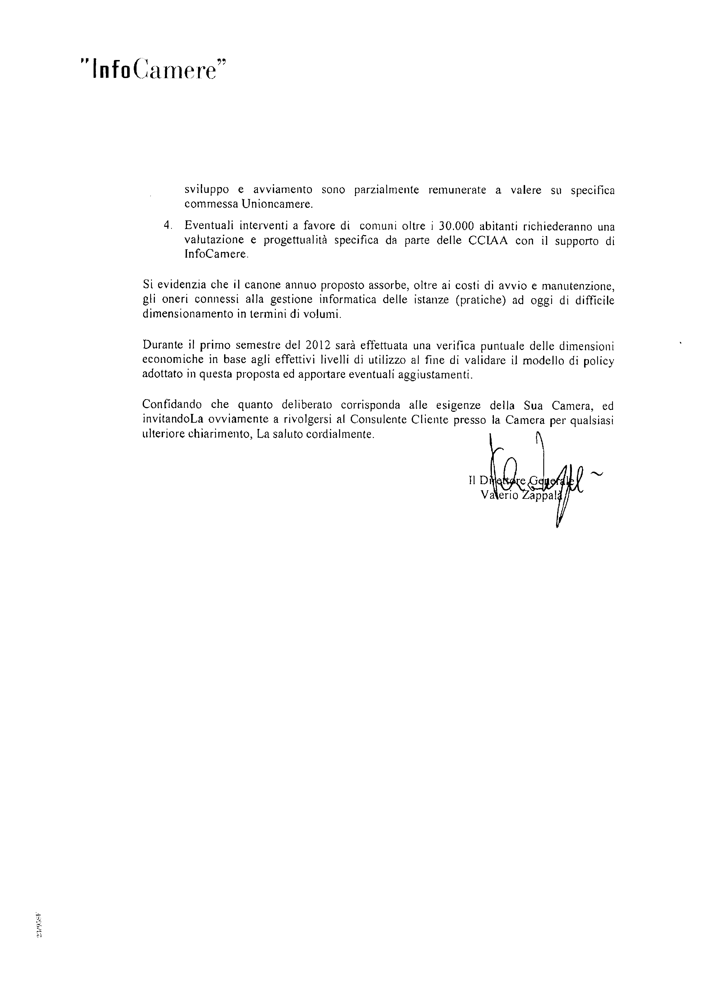 "InfoCamere”
sviluppo e avviamento sono parzialmente remunerate a valere su specifica
commessa Unioncamere.
4. Eventuali interventi a favore di comuni oltre i 30.000 abitanti richiederanno una
valutazione e progettualità specifica da parte delle CCIAA con il supporto di
InfoCamere.
Si evidenzia che il canone annuo proposto assorbe, oltre ai costi di avvio e manutenzione,
gli oneri connessi alla gestione informatica delle istanze (pratiche) ad oggi di difficile
dimensionamento in termini di volumi.
Durante il primo semestre del 2012 sarà effettuata una verifica puntuale delle dimensioni
economiche in base agli effettivi livelli di utilizzo al fine di validare il modello di policy
adottato in questa proposta ed apportare eventuali aggiustamenti.
Confidando che quanto deliberato corrisponda alle esigenze della Sua Camera, ed
invitandoLa ovviamente a rivolgersi al Consulente Cliente presso la Camera per qualsiasi
ulteriore chiarimento, La saluto cordialmente.
Il Direttore Generale
Valerio Zappalà